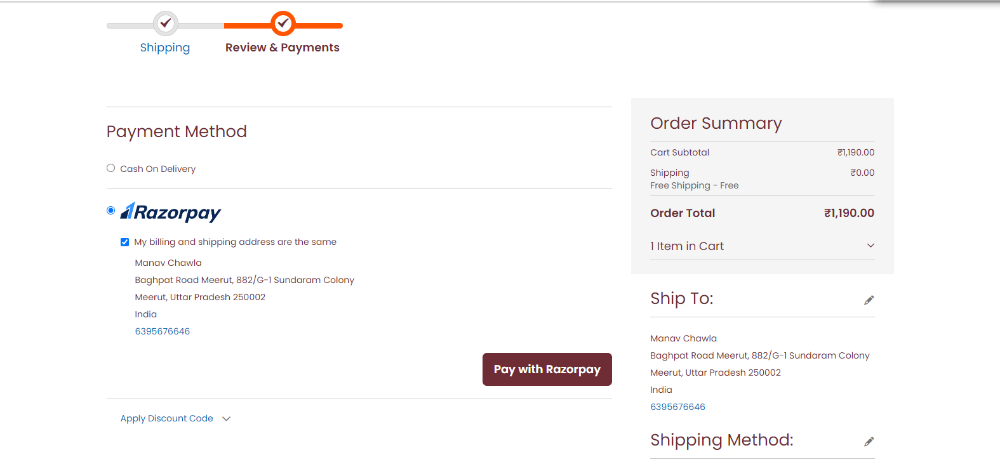 Shipping
Review & Payments
Payment Method
Cash On Delivery
Razorpay
My billing and shipping address are the same
Manav Chawla
Baghpat Road Meerut, 882/G-1 Sundaram Colony
Meerut, Uttar Pradesh 250002
India
6395676646
Pay with Razorpay
Apply Discount Code
Order Summary
Cart Subtotal ₹1,190.00
Shipping ₹0.00
Free Shipping - Free
Order Total ₹1,190.00
1 Item in Cart
Ship To:
Manav Chawla
Baghpat Road Meerut, 882/G-1 Sundaram Colony
Meerut, Uttar Pradesh 250002
India
6395676646
Shipping Method: